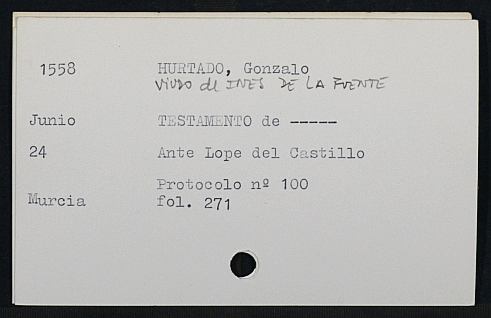 1558 HURTADO, Gonzalo
viudo de INES DE LA FUENTE
Junio TESTAMENTO de -----
24 Ante Lope del Castillo
Protocolo nº 100
Murcia fol. 271